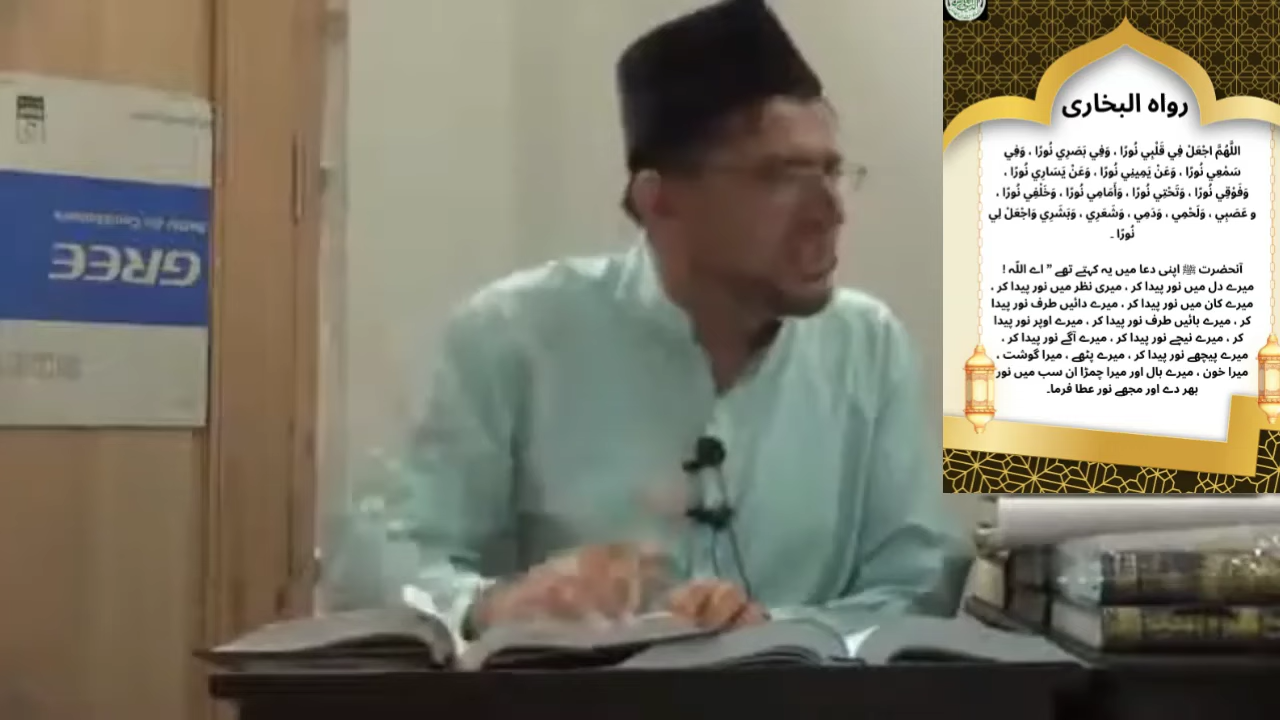 رواه البخاری
اللَّهُمَّ اجْعَلْ فِي قَلْبِي نُورًا ، وَفِي بَصَرِي نُورًا ، وَفِي
سَمْعِي نُورًا ، وَعَنْ يَمِينِي نُورًا ، وَعَنْ يَسَارِي نُورًا ،
وَفَوْقِي نُورًا ، وَتَحْتِي نُورًا ، وَأَمَامِي نُورًا ، وَخَلْفِي نُورًا ،
و عَصَبِي ، وَلَحْمِي ، وَدَمِي ، وَشَعَرِي ، وَبَشَرِي وَاجْعَلْ لِي
نُورًا ۔
آنحضرت ﷺ اپنی دعا میں یہ کہتے تھے ” اے اللّٰہ !
میرے دل میں نور پیدا کر ، میری نظر میں نور پیدا کر ،
میرے کان میں نور پیدا کر ، میرے دائیں طرف نور پیدا
کر ، میرے بائیں طرف نور پیدا کر ، میرے اوپر نور پیدا
کر ، میرے نیچے نور پیدا کر ، میرے آگے نور پیدا کر ،
میرے پیچھے نور پیدا کر ، میرے پٹھے ، میرا گوشت ،
میرا خون ، میرے بال اور میرا چمڑا ان سب میں نور
بھر دے اور مجھے نور عطا فرما۔
GREE